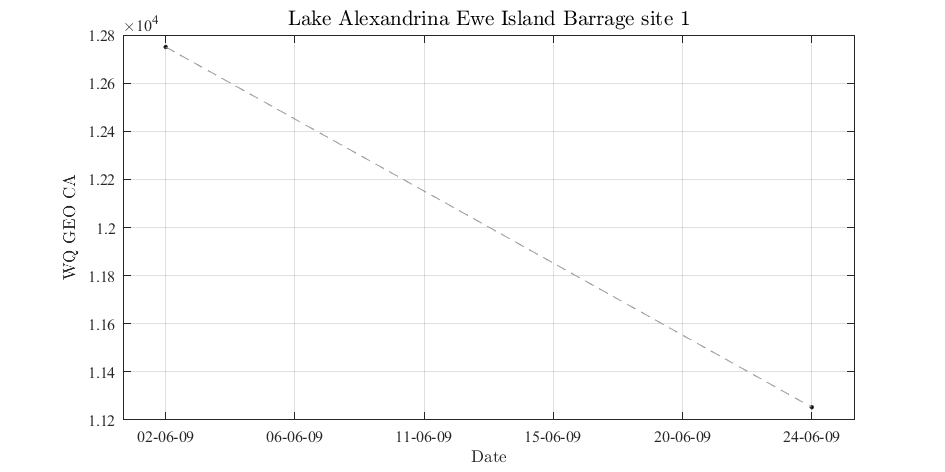 Lake Alexandrina Ewe Island Barrage site 1
×10⁴
1.28
1.26
1.24
1.22
1.2
1.18
1.16
1.14
1.12
WQ GEO CA
02-06-09 06-06-09 11-06-09 15-06-09 20-06-09 24-06-09
Date